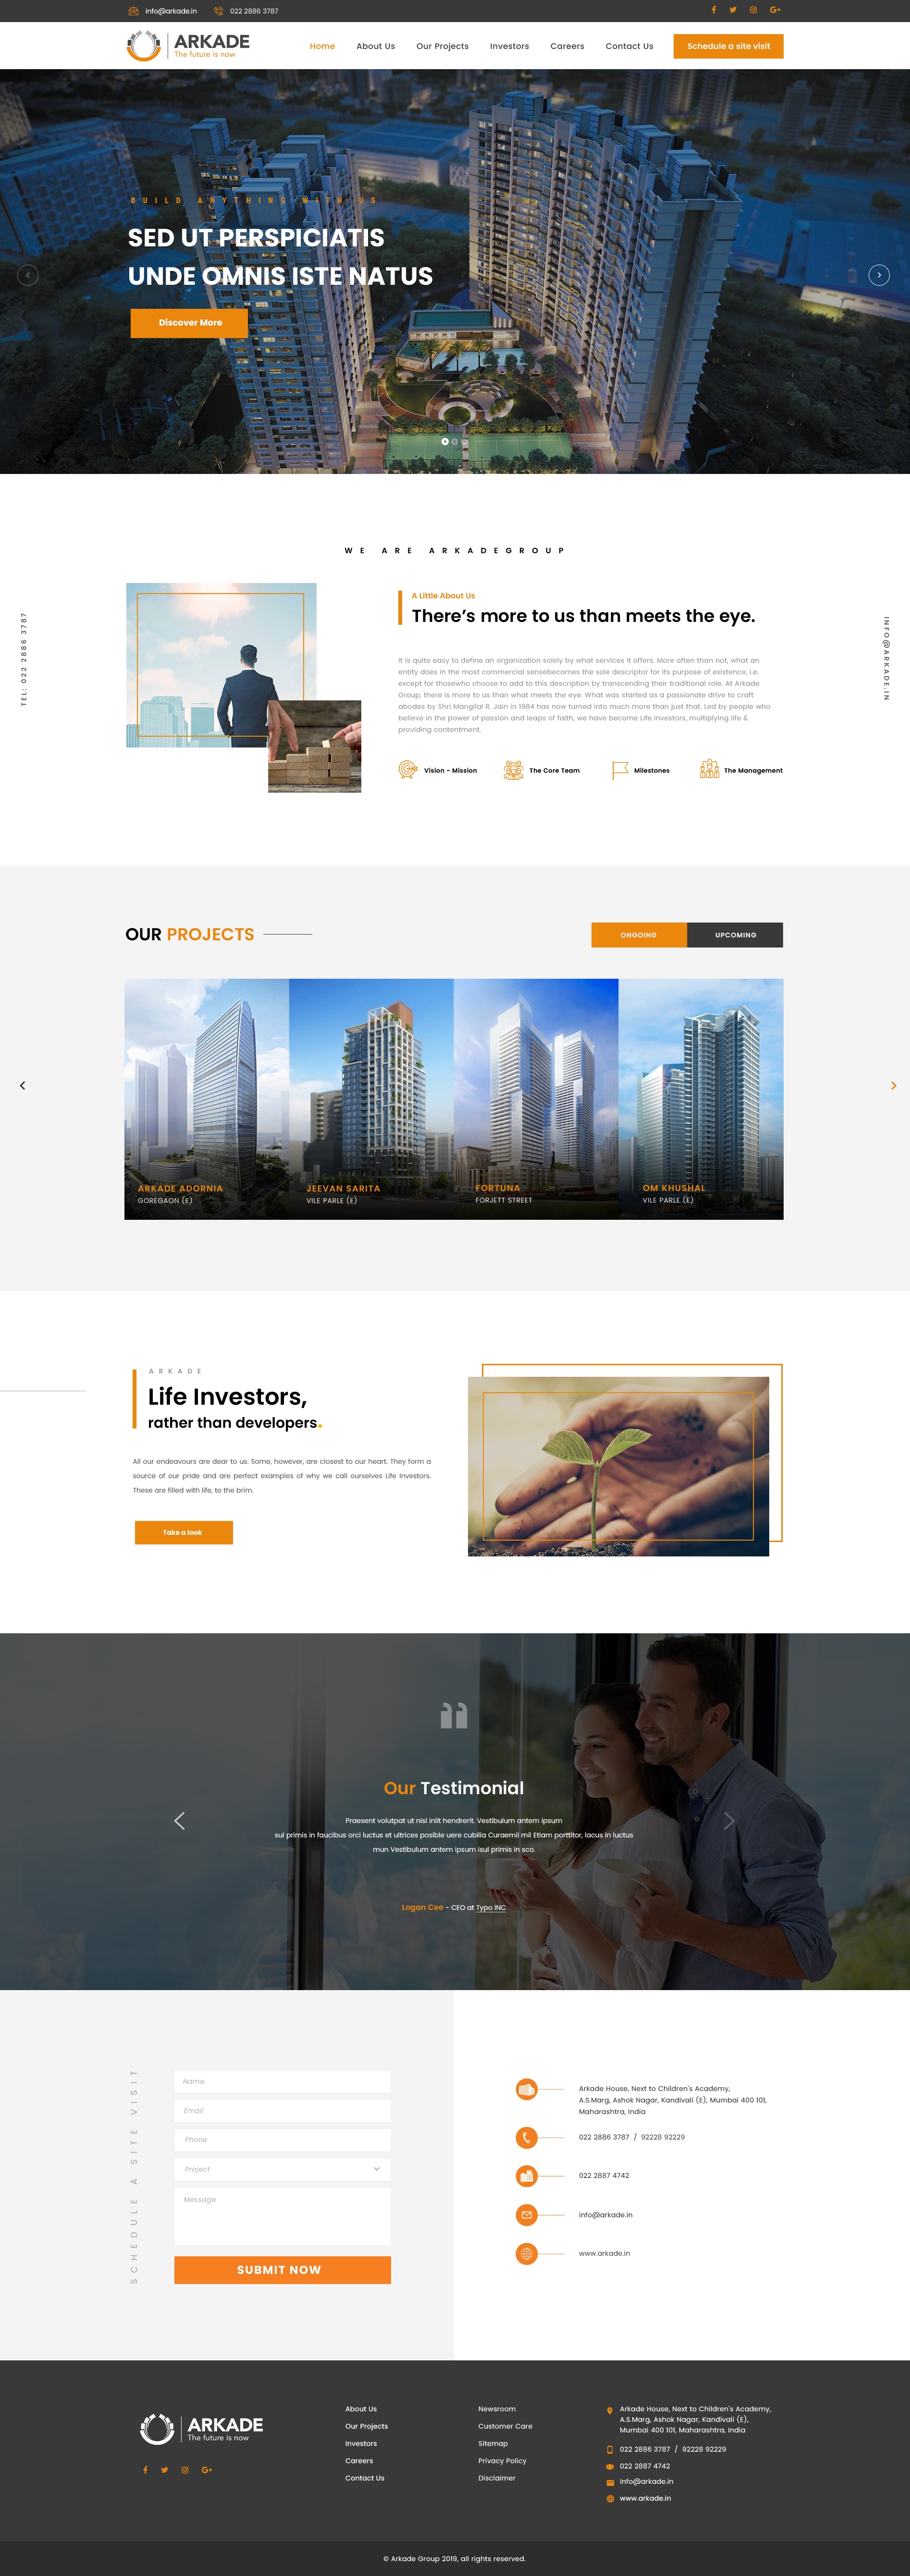 info@arkade.in
022 2886 3787
ARKADE
The future is now
Home
About Us
Our Projects
Investors
Careers
Contact Us
Schedule a site visit
BUILD ANYTHING WITH US
SED UT PERSPICIATIS
UNDE OMNIS ISTE NATUS
Discover More
WE ARE ARKADEGROUP
TEL: 022 2886 3787
INFO@ARKADE.IN
A Little About Us
There's more to us than meets the eye.
It is quite easy to define an organization solely by what services it offers. More often than not, what an
entity does in the most commercial sensebecomes the sole descriptor for its purpose of existence, i.e.
except for thosewho choose to add to this description by transcending their traditional role. At Arkade
Group, there is more to us than what meets the eye. What was started as a passionate drive to craft
abodes by Shri Mangilal R. Jain in 1984 has now turned into much more than just that. Led by people who
believe in the power of passion and leaps of faith, we have become Life Investors, multiplying life &
providing contentment.
Vision - Mission
The Core Team
Milestones
The Management
OUR PROJECTS
ONGOING
UPCOMING
ARKADE ADORNIA
GOREGAON (E)
JEEVAN SARITA
VILE PARLE (E)
FORTUNA
FORJETT STREET
OM KHUSHAL
VILE PARLE (E)
ARKADE
Life Investors,
rather than developers.
All our endeavours are dear to us. Some, however, are closest to our heart. They form a
source of our pride and are perfect examples of why we call ourselves Life Investors.
These are filled with life, to the brim.
Take a look
Our Testimonial
Praesent volutpat ut nisl inlit hendrerit. Vestibulum antem ipsum
sul primis in faucibus orci luctus et ultrices posible uere cubilia Curaemil mil Etiam porttitor, lacus in luctus
mun Vestibulum antem ipsum isul primis in sco.
Logan Cee - CEO at Typo INC
SCHEDULE A SITE VISIT
Name
Email
Phone
Project
Message
SUBMIT NOW
Arkade House, Next to Children's Academy,
A.S.Marg, Ashok Nagar, Kandivali (E), Mumbai 400 101,
Maharashtra, India
022 2886 3787 / 92228 92229
022 2887 4742
info@arkade.in
www.arkade.in
ARKADE
The future is now
About Us
Our Projects
Investors
Careers
Contact Us
Newsroom
Customer Care
Sitemap
Privacy Policy
Disclaimer
Arkade House, Next to Children's Academy,
A.S.Marg, Ashok Nagar, Kandivali (E),
Mumbai 400 101, Maharashtra, India
022 2886 3787 / 92228 92229
022 2887 4742
info@arkade.in
www.arkade.in
© Arkade Group 2019, all rights reserved.